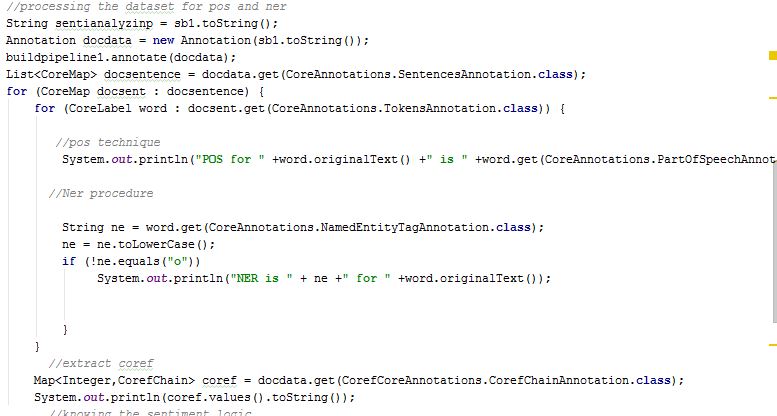 //processing the dataset for pos and ner
String sentianalyzinp = sb1.toString();
Annotation docdata = new Annotation(sb1.toString());
buildpipeline1.annotate(docdata);
List<CoreMap> docsentence = docdata.get(CoreAnnotations.SentencesAnnotation.class);
for (CoreMap docsent : docsentence) {
for (CoreLabel word : docsent.get(CoreAnnotations.TokensAnnotation.class)) {
//pos technique
System.out.println("POS for " +word.originalText() +" is " +word.get(CoreAnnotations.PartOfSpeechAnnot
//Ner procedure
String ne = word.get(CoreAnnotations.NamedEntityTagAnnotation.class);
ne = ne.toLowerCase();
if (!ne.equals("o"))
System.out.println("NER is " + ne +" for " +word.originalText());
}
}
//extract coref
Map<Integer,CorefChain> coref = docdata.get(CorefCoreAnnotations.CorefChainAnnotation.class);
System.out.println(coref.values().toString());
//knowing the sentiment logic